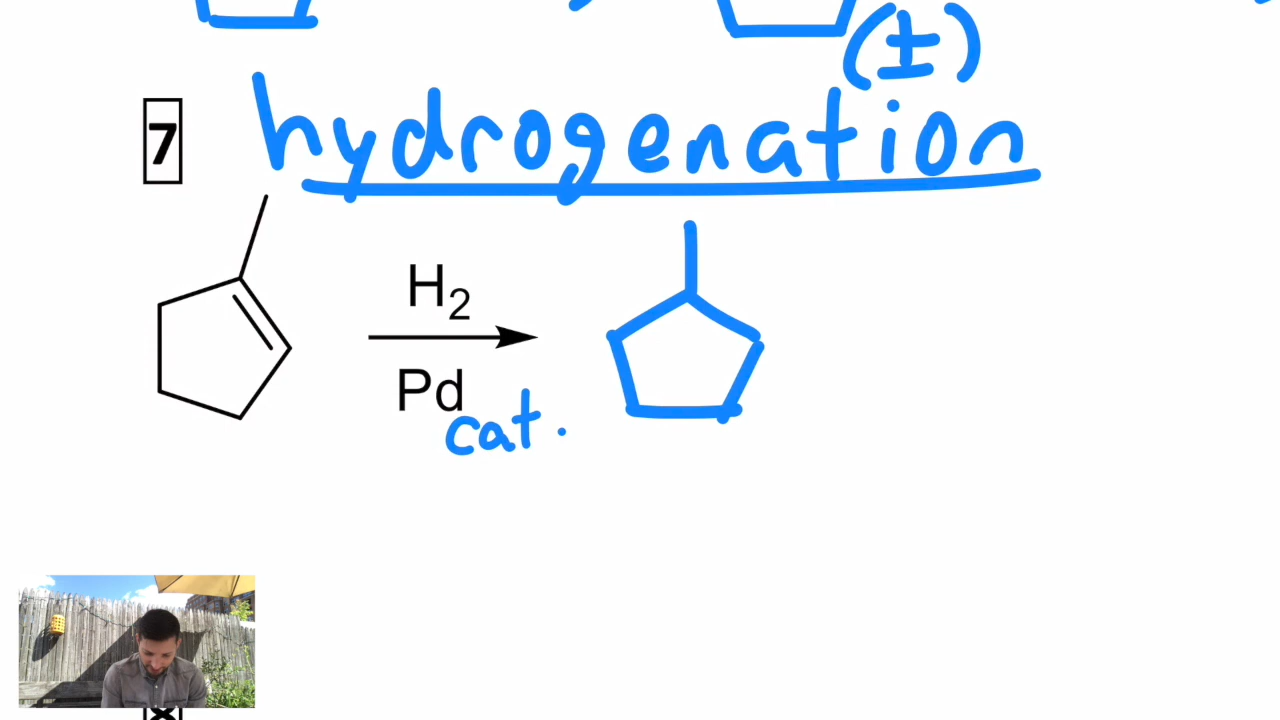 (±)
7 hydrogenation
H₂
Pd
cat.